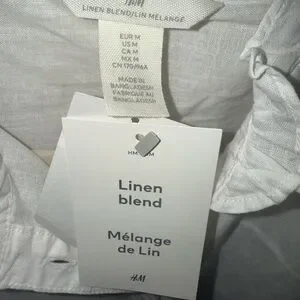 H&M
LINEN BLEND/LIN MÉLANGÉ
EUR M
US M
CA M
MX M
CN 170/96A
MADE IN
BANGLADESH
FABRIQUÉ AU
BANGLADESH
Linen
blend
Mélange
de Lin
H&M